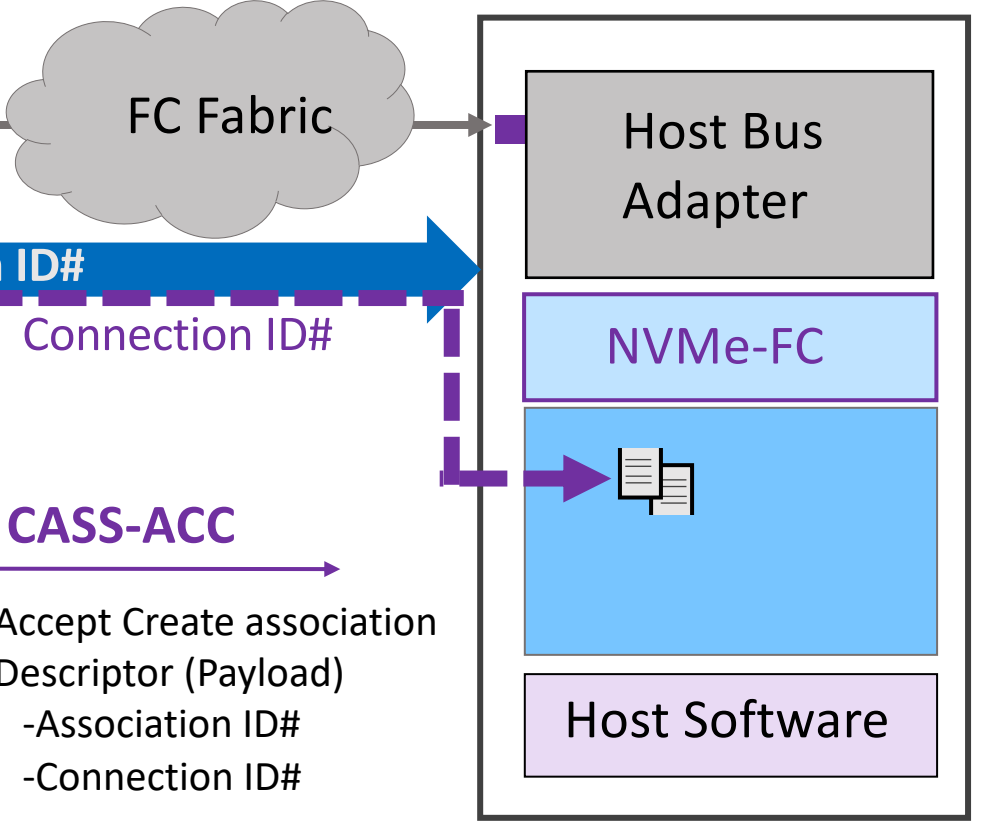 FC Fabric
Host Bus
Adapter
ID#
Connection ID#
NVMe-FC
CASS-ACC
Accept Create association
Descriptor (Payload)
-Association ID#
-Connection ID#
Host Software